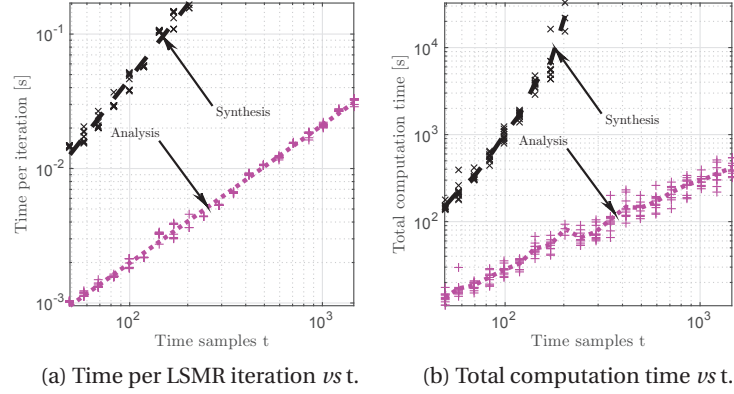 (a)
10^-1
10^-2
10^-3
Time per iteration [s]
Synthesis
Analysis
10^2
10^3
Time samples t
(b)
10^4
10^3
10^2
Total computation time [s]
Synthesis
Analysis
10^2
10^3
Time samples t
(a) Time per LSMR iteration vs t.
(b) Total computation time vs t.